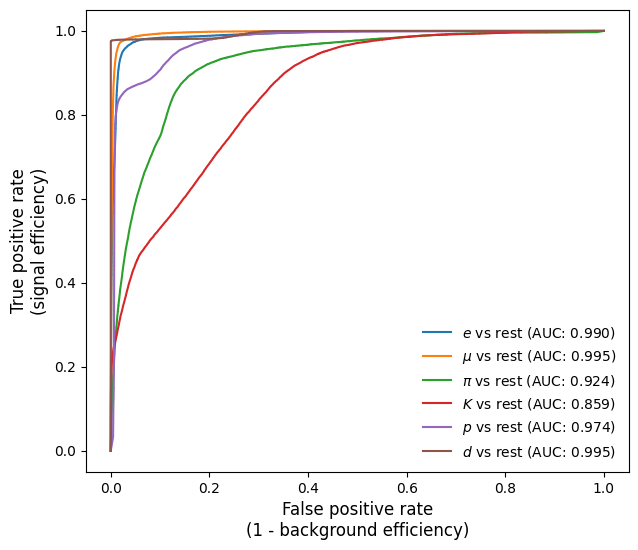 1.0
0.8
0.6
0.4
0.2
0.0
True positive rate
(signal efficiency)
e vs rest (AUC: 0.990)
μ vs rest (AUC: 0.995)
π vs rest (AUC: 0.924)
K vs rest (AUC: 0.859)
p vs rest (AUC: 0.974)
d vs rest (AUC: 0.995)
0.0 0.2 0.4 0.6 0.8 1.0
False positive rate
(1 - background efficiency)